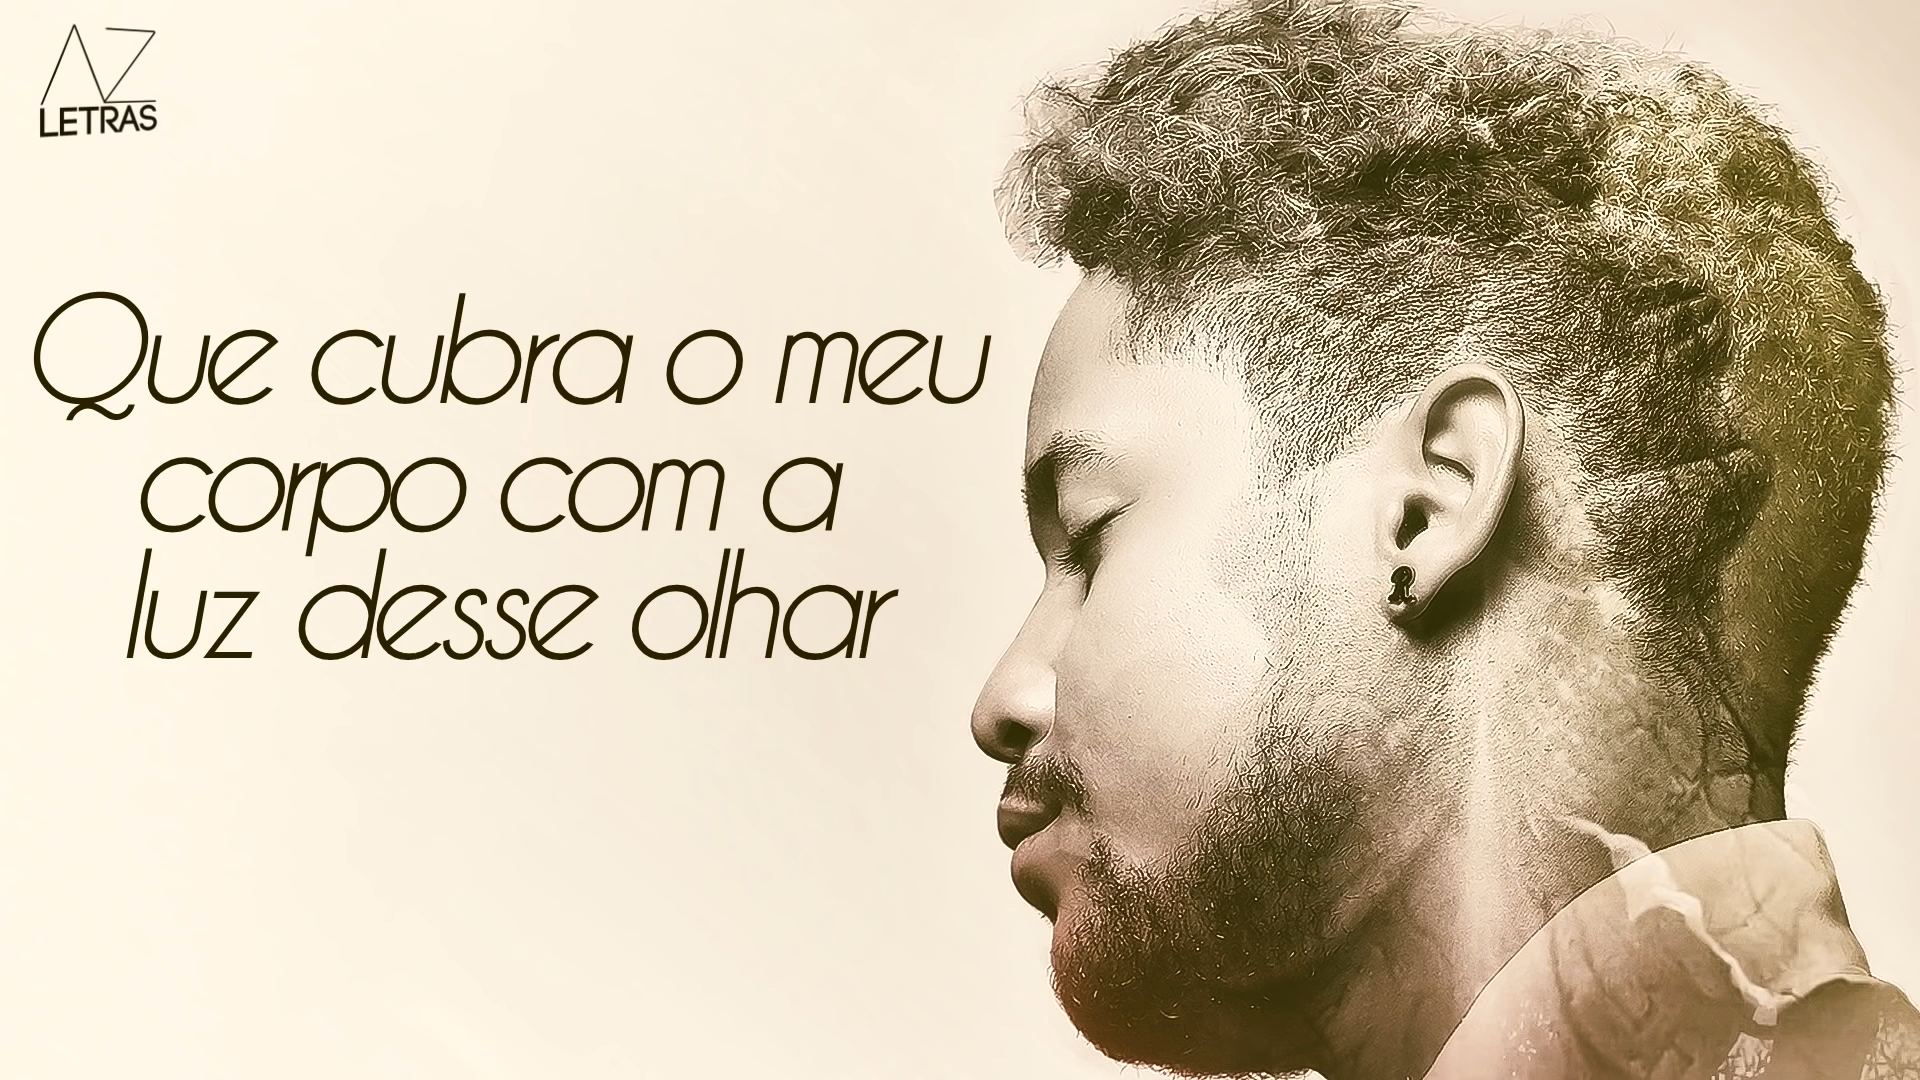 AZ
LETRAS
Que cubra o meu
corpo com a
luz desse olhar